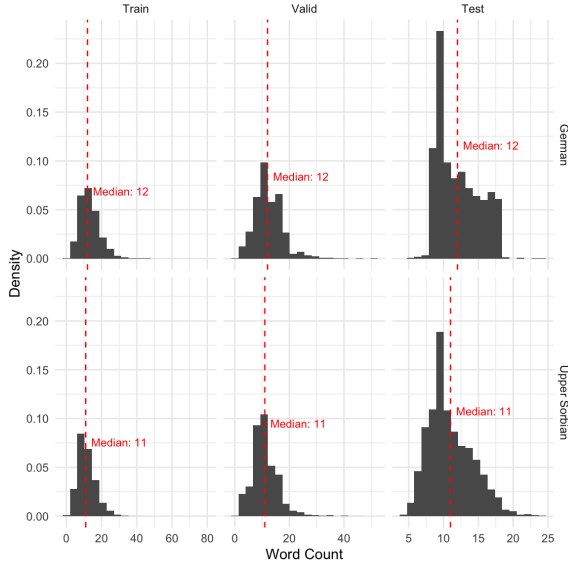 Train Valid Test
0.20
0.15
0.10
0.05
0.00
Median: 12
Median: 12
Median: 12
German
Density
0.20
0.15
0.10
0.05
0.00
Median: 11
Median: 11
Median: 11
Upper Sorbian
0 20 40 60 80 0 20 40 5 10 15 20 25
Word Count